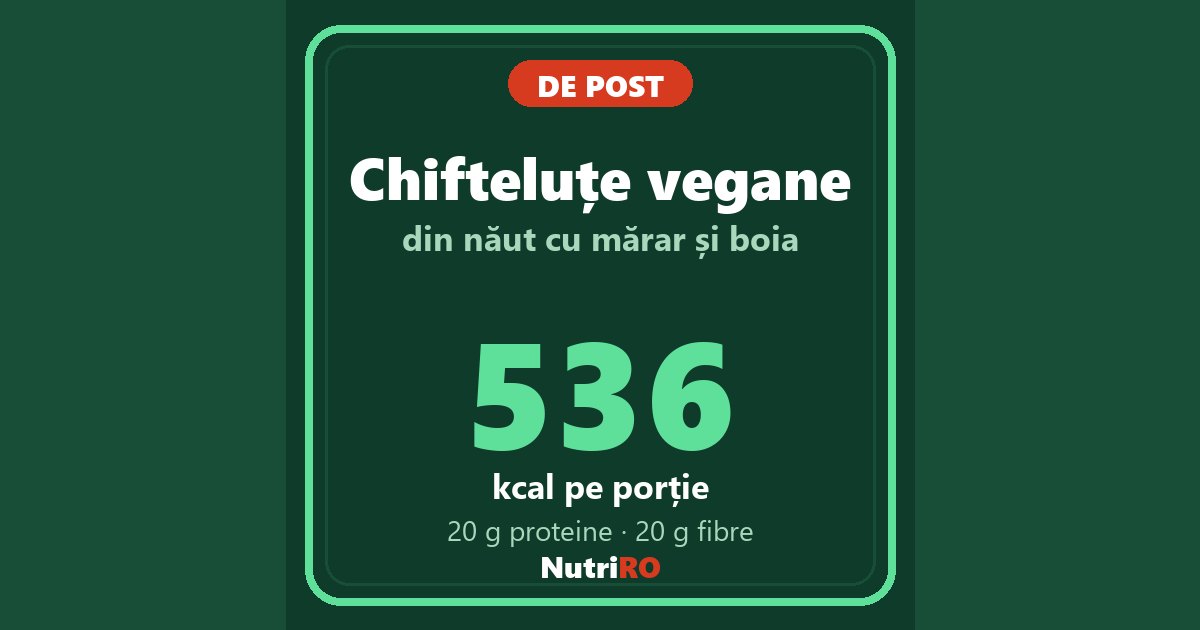 DE POST
Chifteluțe vegane
din năut cu mărar și boia
536
kcal pe porție
20 g proteine · 20 g fibre
NutriRO